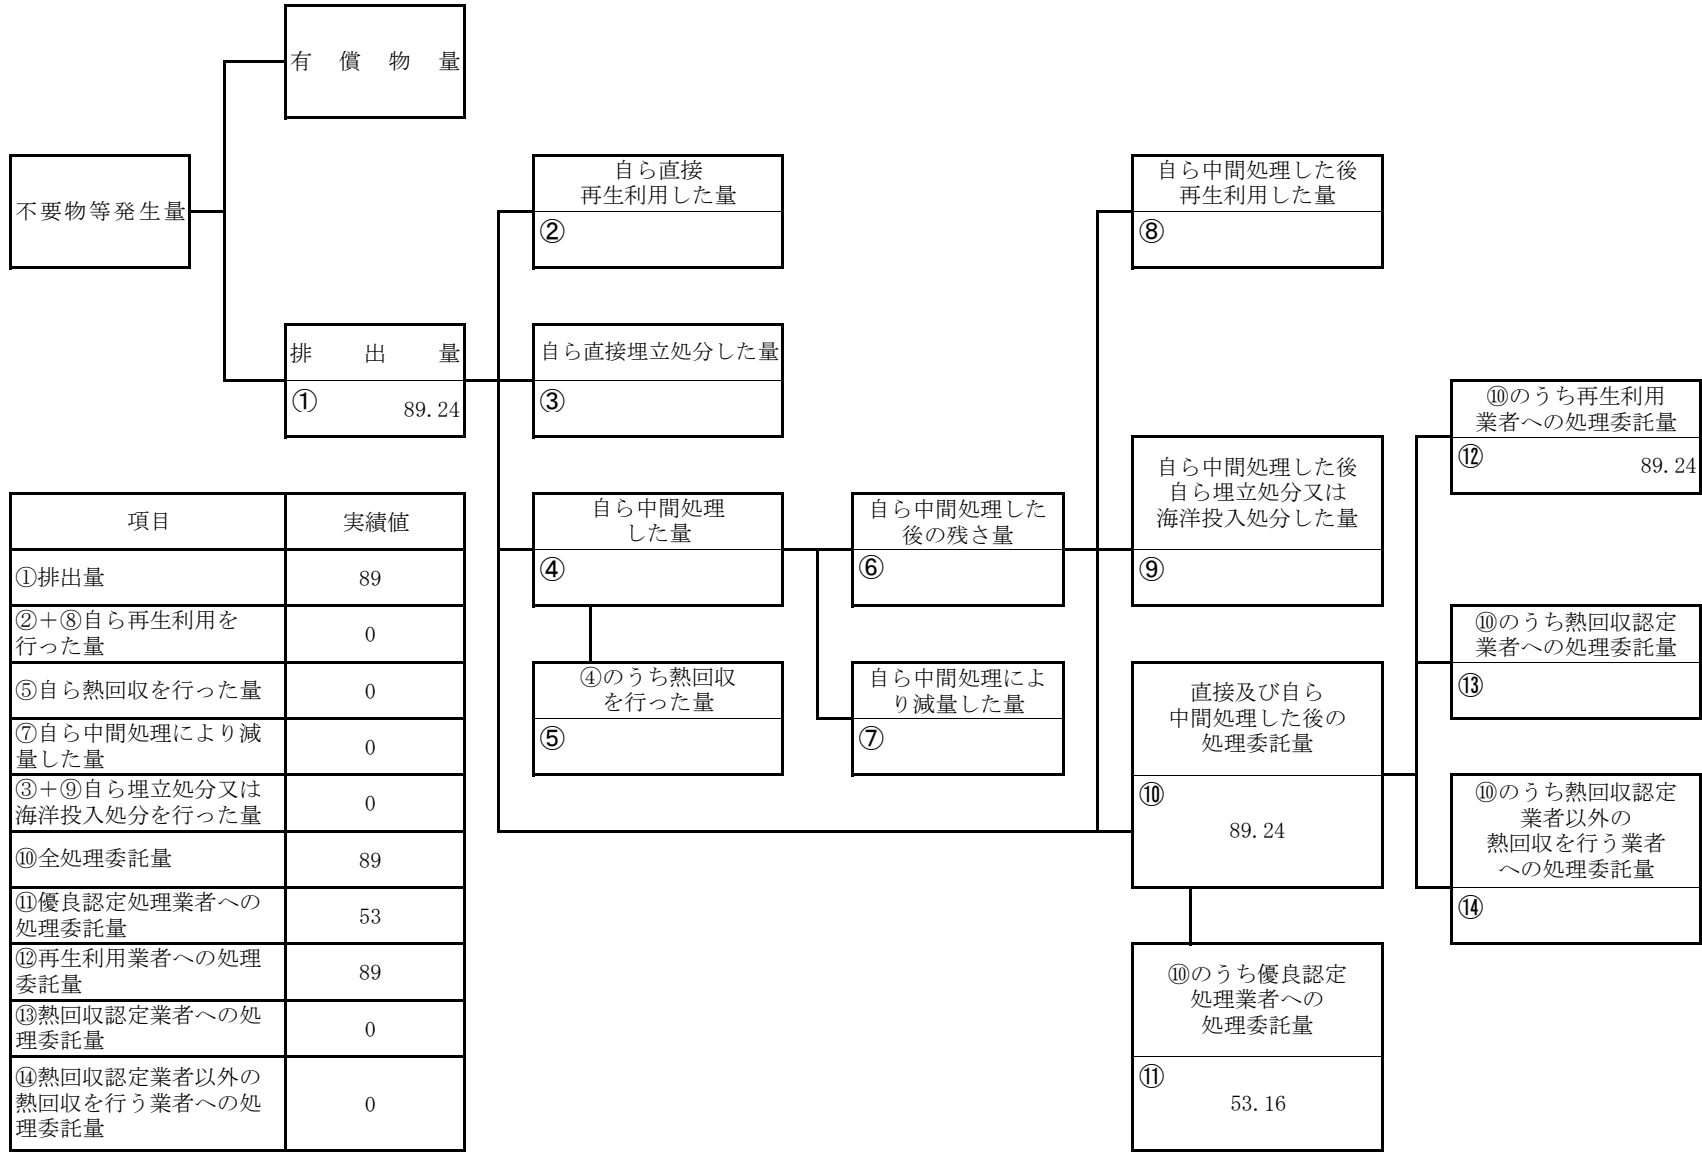 有償物量
不要物等発生量
排出量
①
89.24
自ら直接
再生利用した量
②
自ら直接埋立処分した量
③
自ら中間処理
した量
④
④のうち熱回収
を行った量
⑤
自ら中間処理した
後の残さ量
⑥
自ら中間処理によ
り減量した量
⑦
自ら中間処理した後
再生利用した量
⑧
自ら中間処理した後
自ら埋立処分又は
海洋投入処分した量
⑨
直接及び自ら
中間処理した後の
処理委託量
⑩
89.24
⑩のうち優良認定
処理業者への
処理委託量
⑪
53.16
⑩のうち再生利用
業者への処理委託量
⑫
89.24
⑩のうち熱回収認定
業者への処理委託量
⑬
⑩のうち熱回収認定
業者以外の
熱回収を行う業者
への処理委託量
⑭
項目 実績値
①排出量 89
②＋⑧自ら再生利用を
行った量 0
⑤自ら熱回収を行った量 0
⑦自ら中間処理により減
量した量 0
③＋⑨自ら埋立処分又は
海洋投入処分を行った量 0
⑩全処理委託量 89
⑪優良認定処理業者への
処理委託量 53
⑫再生利用業者への処理
委託量 89
⑬熱回収認定業者への処
理委託量 0
⑭熱回収認定業者以外の
熱回収を行う業者への処
理委託量 0